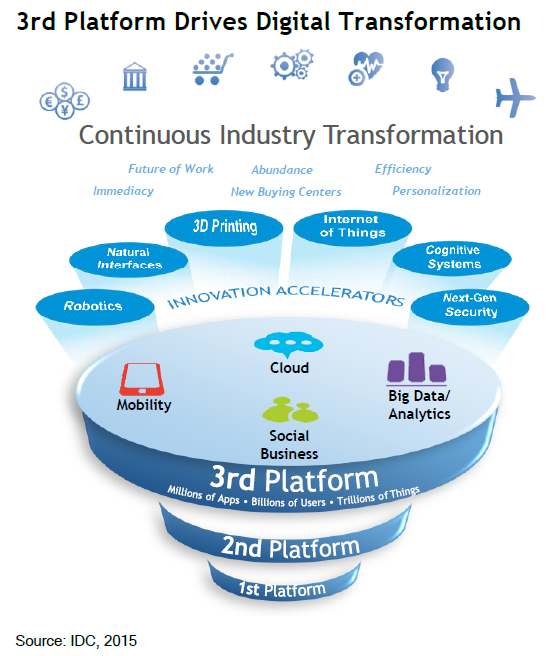 3rd Platform Drives Digital Transformation
€ $ £ ¥
Continuous Industry Transformation
Future of Work Abundance Efficiency
Immediacy New Buying Centers Personalization
3D Printing
Internet
of Things
Natural
Interfaces
Cognitive
Systems
Robotics
INNOVATION ACCELERATORS
Next-Gen
Security
Cloud
Mobility
Big Data/
Analytics
Social
Business
3rd Platform
Millions of Apps • Billions of Users • Trillions of Things
2nd Platform
1st Platform
Source: IDC, 2015